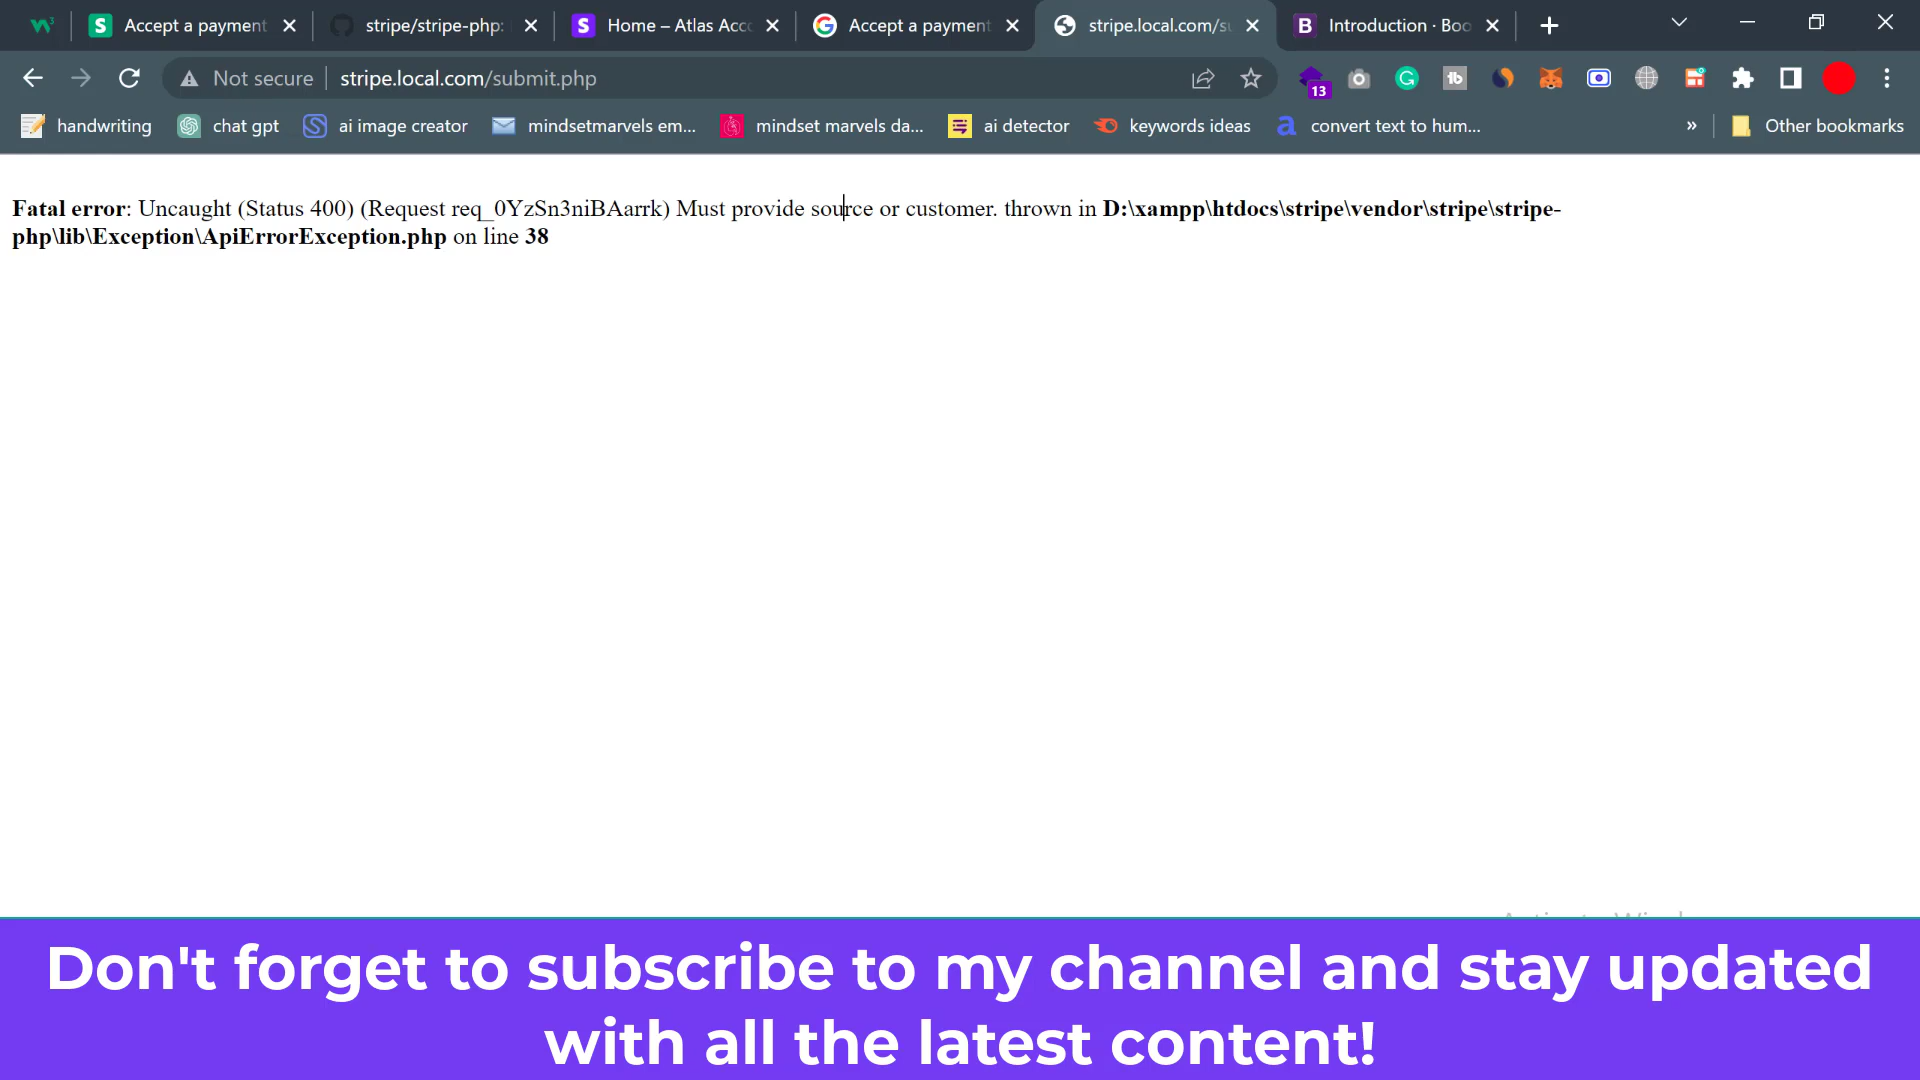 Accept a payment
stripe/stripe-php:
Home – Atlas Acc
Accept a payment
stripe.local.com/su
Introduction · Boo
Not secure
stripe.local.com/submit.php
13
handwriting
chat gpt
ai image creator
mindsetmarvels em...
mindset marvels da...
ai detector
keywords ideas
convert text to hum...
»
Other bookmarks
Fatal error: Uncaught (Status 400) (Request req_0YzSn3niBAarrk) Must provide source or customer. thrown in D:\xampp\htdocs\stripe\vendor\stripe\stripe-
php\lib\Exception\ApiErrorException.php on line 38
Don't forget to subscribe to my channel and stay updated
with all the latest content!